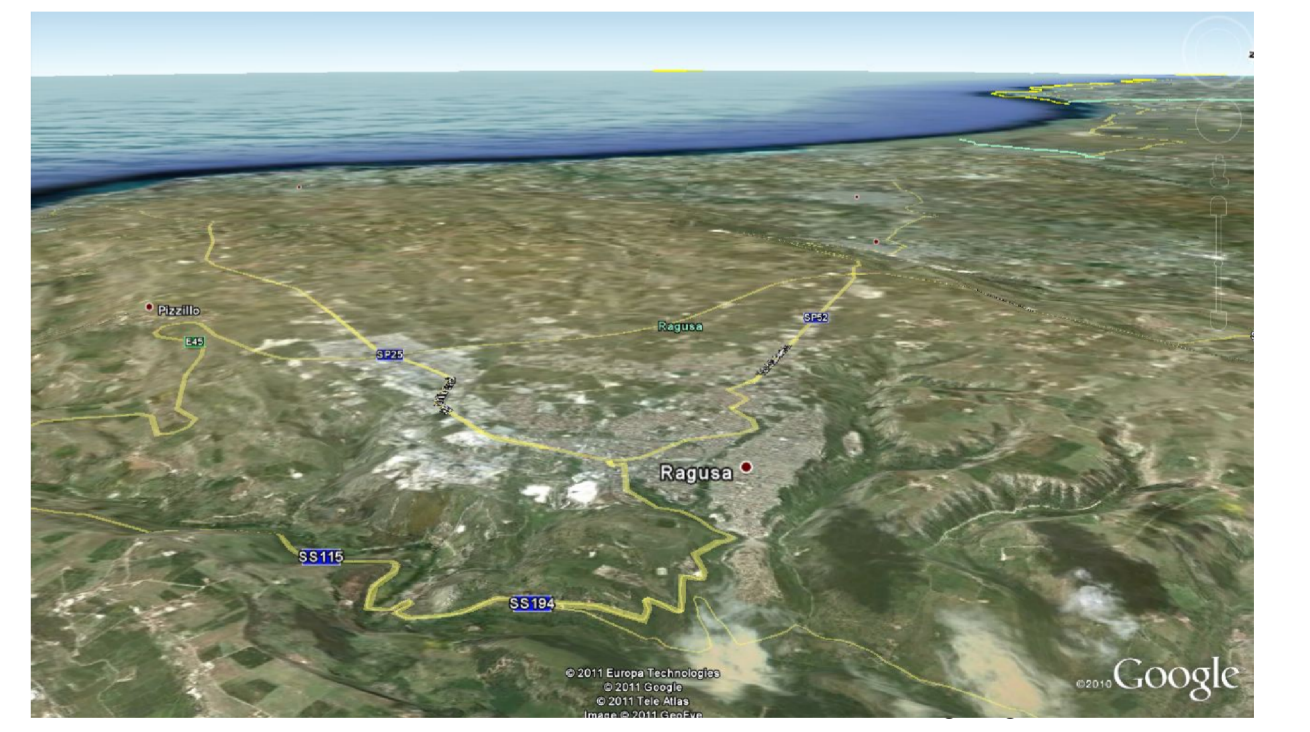 Pizzillo
E45
Ragusa
SP52
SP25
Ragusa
SS115
SS194
© 2011 Europa Technologies
© 2011 Google
© 2011 Tele Atlas
Image © 2011 GeoEye
©2010 Google